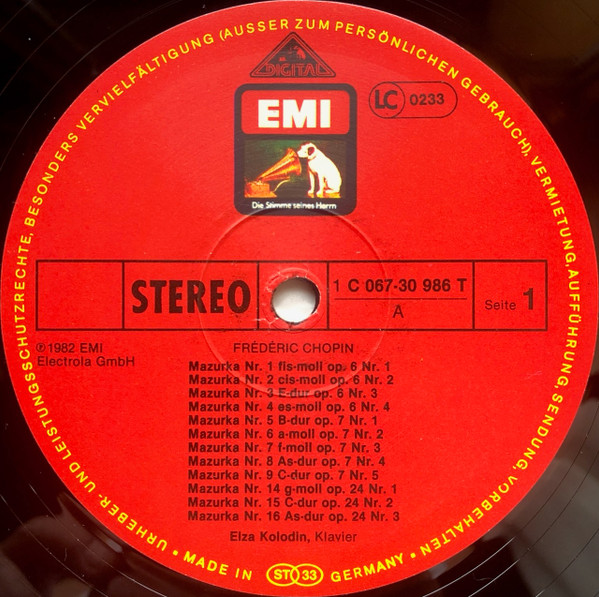 DIGITAL
EMI
LC 0233
Die Stimme seines Herrn
STEREO
1 C 067-30 986 T
A
Seite 1
℗1982 EMI
Electrola GmbH
FRÉDÉRIC CHOPIN
Mazurka Nr. 1 fis-moll op. 6 Nr. 1
Mazurka Nr. 2 cis-moll op. 6 Nr. 2
Mazurka Nr. 3 E-dur op. 6 Nr. 3
Mazurka Nr. 4 es-moll op. 6 Nr. 4
Mazurka Nr. 5 B-dur op. 7 Nr. 1
Mazurka Nr. 6 a-moll op. 7 Nr. 2
Mazurka Nr. 7 f-moll op. 7 Nr. 3
Mazurka Nr. 8 As-dur op. 7 Nr. 4
Mazurka Nr. 9 C-dur op. 7 Nr. 5
Mazurka Nr. 14 g-moll op. 24 Nr. 1
Mazurka Nr. 15 C-dur op. 24 Nr. 2
Mazurka Nr. 16 As-dur op. 24 Nr. 3
Elza Kolodin, Klavier
URHEBER- UND LEISTUNGSSCHUTZRECHTE, BESONDERS VERVIELFÄLTIGUNG (AUSSER ZUM PERSÖNLICHEN GEBRAUCH), VERMIETUNG, AUFFÜHRUNG, SENDUNG, VORBEHALTEN
• MADE IN ST 33 GERMANY •